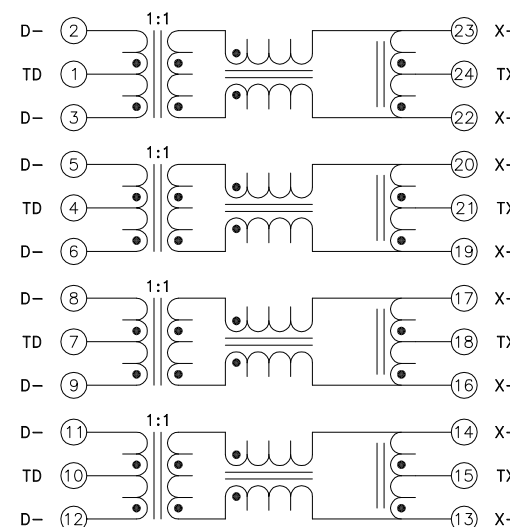 1:1
D- 2 23 X-
TD 1 24 TX
D- 3 22 X-
1:1
D- 5 20 X-
TD 4 21 TX
D- 6 19 X-
1:1
D- 8 17 X-
TD 7 18 TX
D- 9 16 X-
1:1
D- 11 14 X-
TD 10 15 TX
D- 12 13 X-